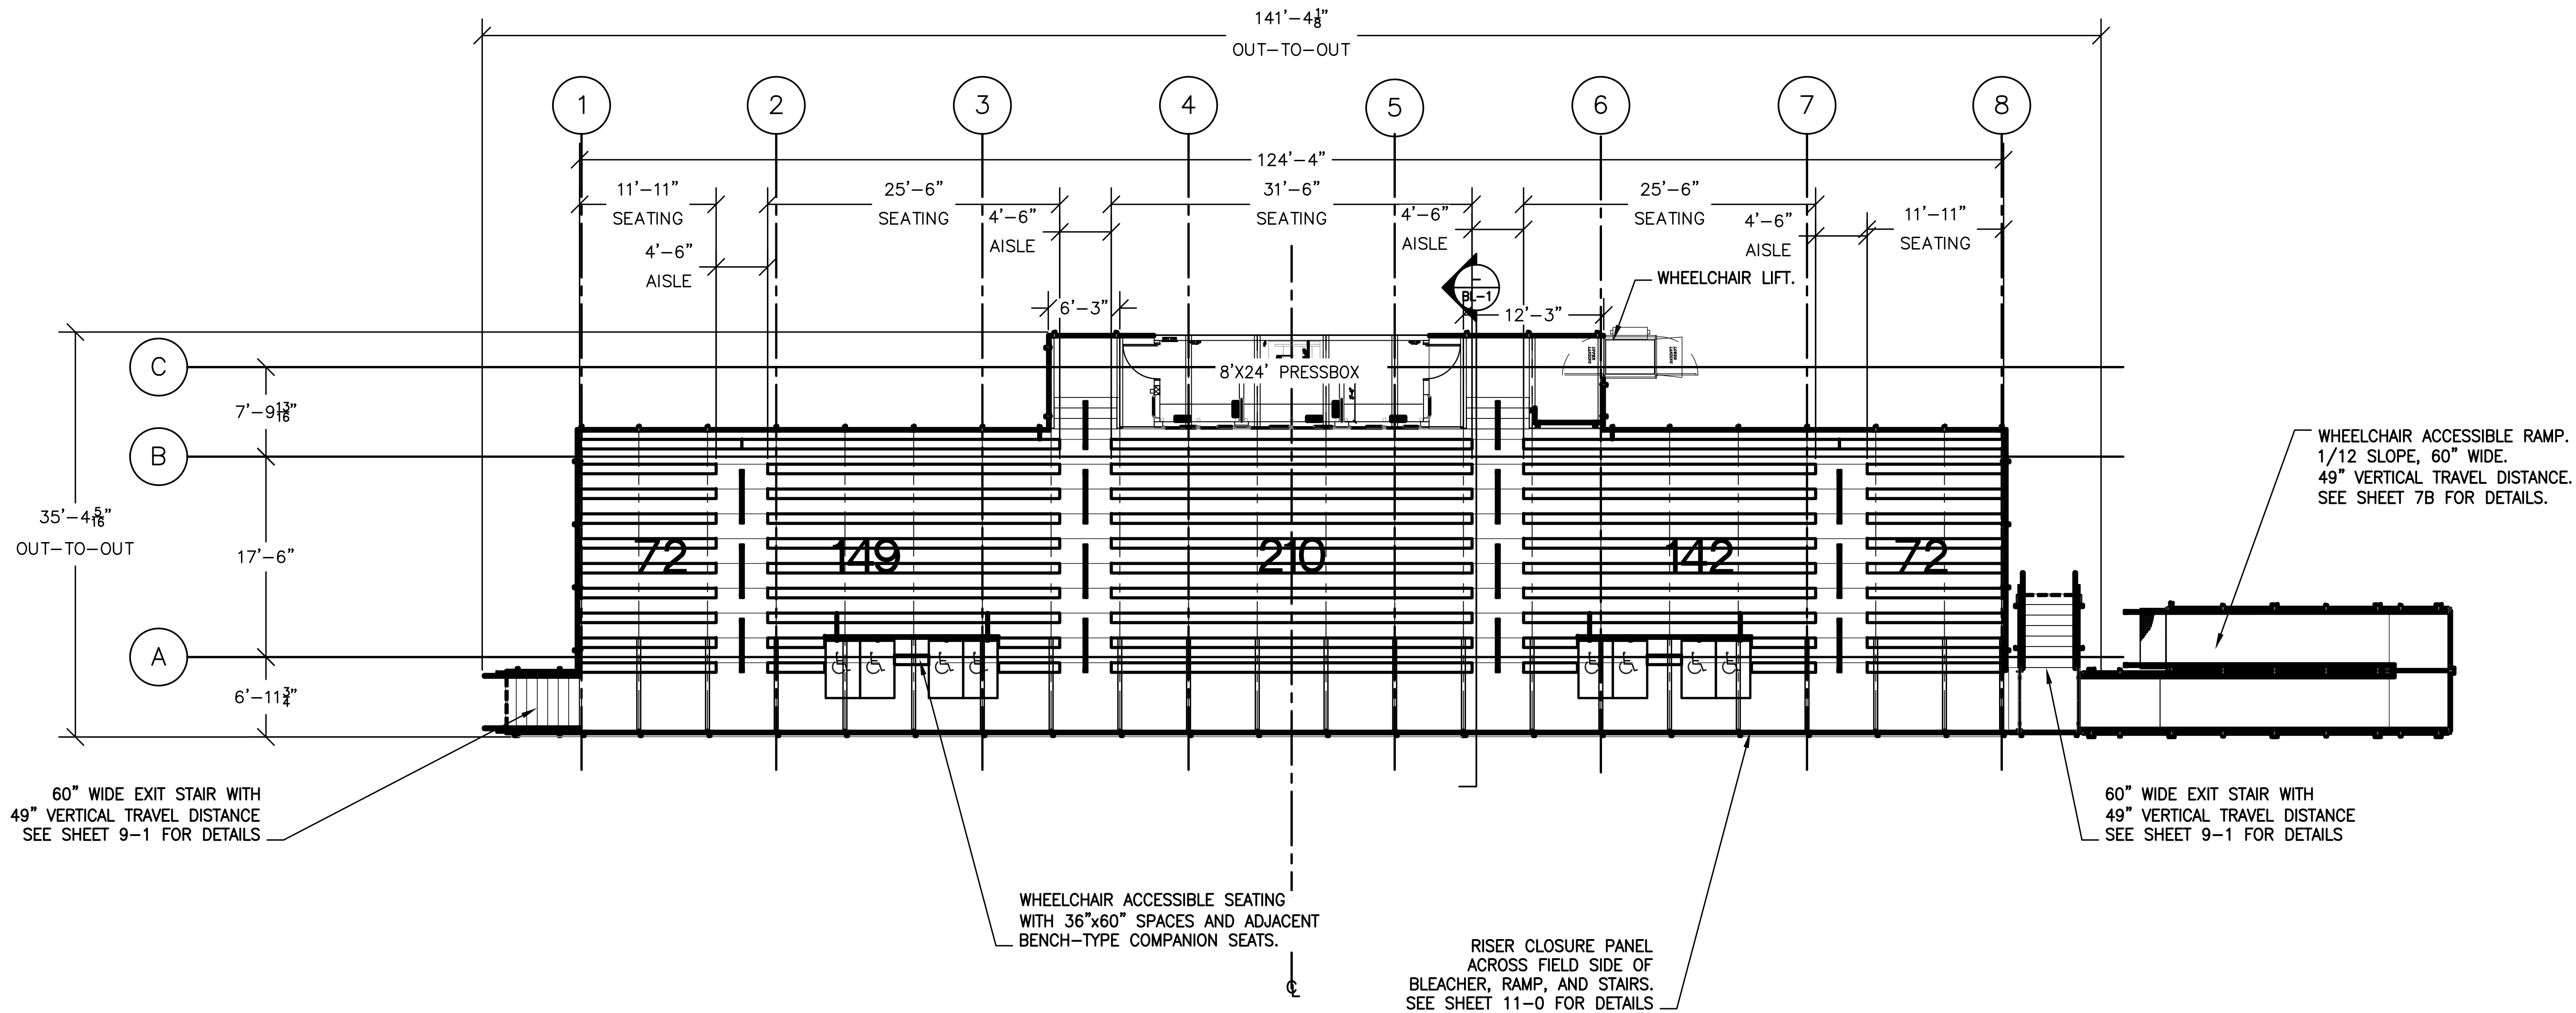 141'-4 1/8"
OUT-TO-OUT
1 2 3 4 5 6 7 8
124'-4"
11'-11"
SEATING
4'-6"
AISLE
25'-6"
SEATING
4'-6"
AISLE
31'-6"
SEATING
4'-6"
AISLE
25'-6"
SEATING
4'-6"
AISLE
11'-11"
SEATING
BL-1
WHEELCHAIR LIFT.
6'-3"
12'-3"
C
8'X24' PRESSBOX
7'-9 13/16"
B
WHEELCHAIR ACCESSIBLE RAMP.
1/12 SLOPE, 60" WIDE.
49" VERTICAL TRAVEL DISTANCE.
SEE SHEET 7B FOR DETAILS.
35'-4 5/16"
OUT-TO-OUT
17'-6"
72 149 210 142 72
A
6'-11 3/4"
60" WIDE EXIT STAIR WITH
49" VERTICAL TRAVEL DISTANCE
SEE SHEET 9-1 FOR DETAILS
60" WIDE EXIT STAIR WITH
49" VERTICAL TRAVEL DISTANCE
SEE SHEET 9-1 FOR DETAILS
WHEELCHAIR ACCESSIBLE SEATING
WITH 36"x60" SPACES AND ADJACENT
BENCH-TYPE COMPANION SEATS.
RISER CLOSURE PANEL
ACROSS FIELD SIDE OF
BLEACHER, RAMP, AND STAIRS.
SEE SHEET 11-0 FOR DETAILS
℄